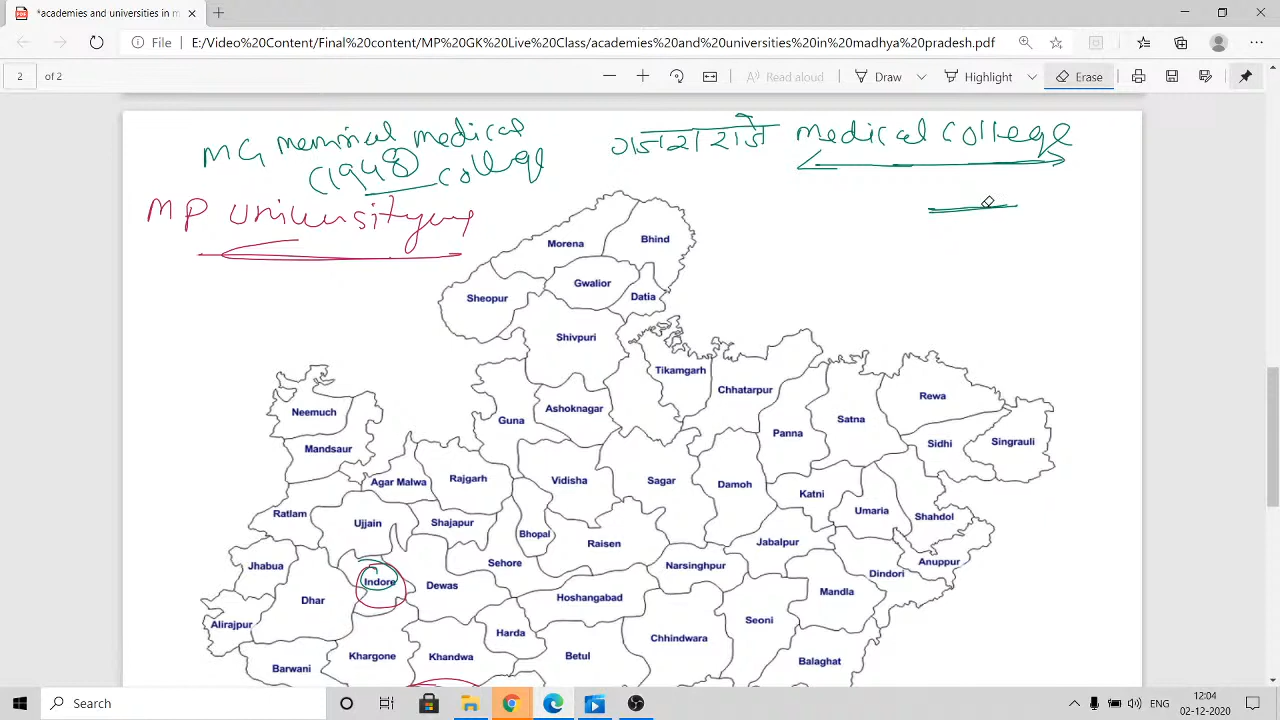 *academies and universities in m
File
E:/Video%20Content/Final%20content/MP%20GK%20Live%20Class/academies%20and%20universities%20in%20madhya%20pradesh.pdf
2 of 2
Read aloud
Draw
Highlight
Erase
MG memorial medical
(1948 college
गजराराजे medical college
MP university
Morena
Bhind
Gwalior
Sheopur
Datia
Shivpuri
Tikamgarh
Chhatarpur
Rewa
Neemuch
Ashoknagar
Guna
Satna
Panna
Sidhi
Singrauli
Mandsaur
Agar Malwa
Rajgarh
Vidisha
Sagar
Damoh
Katni
Umaria
Shahdol
Ratlam
Ujjain
Shajapur
Bhopal
Raisen
Jabalpur
Jhabua
Sehore
Narsinghpur
Anuppur
Dindori
Indore
Dewas
Mandla
Dhar
Hoshangabad
Alirajpur
Harda
Chhindwara
Seoni
Khargone
Khandwa
Betul
Balaghat
Barwani
Search
12:04
02-12-2020